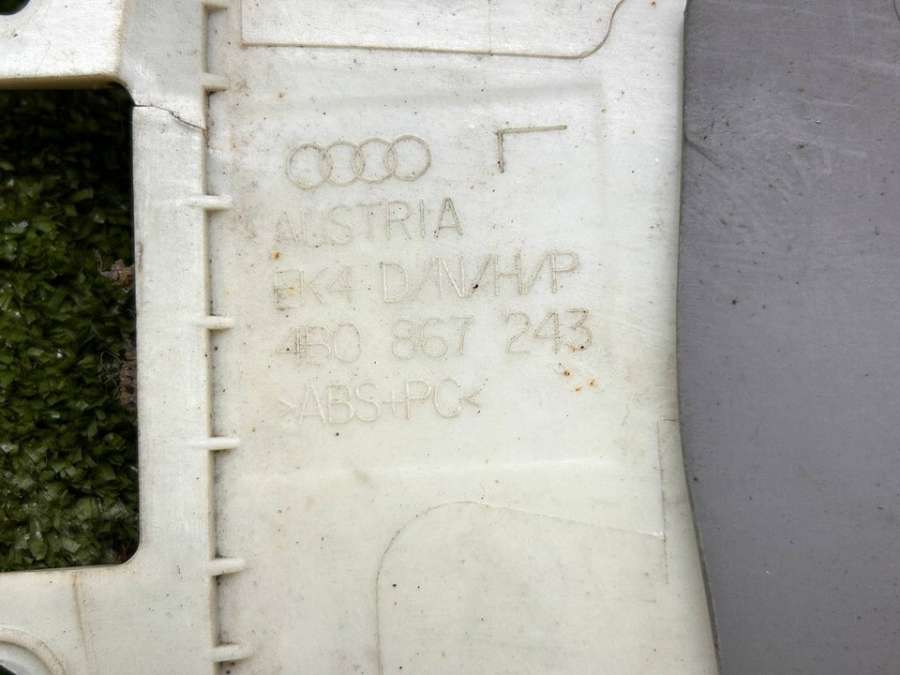 AUSTRIA
EK4 D/N/H/P
4B0 867 243
>ABS+PC<